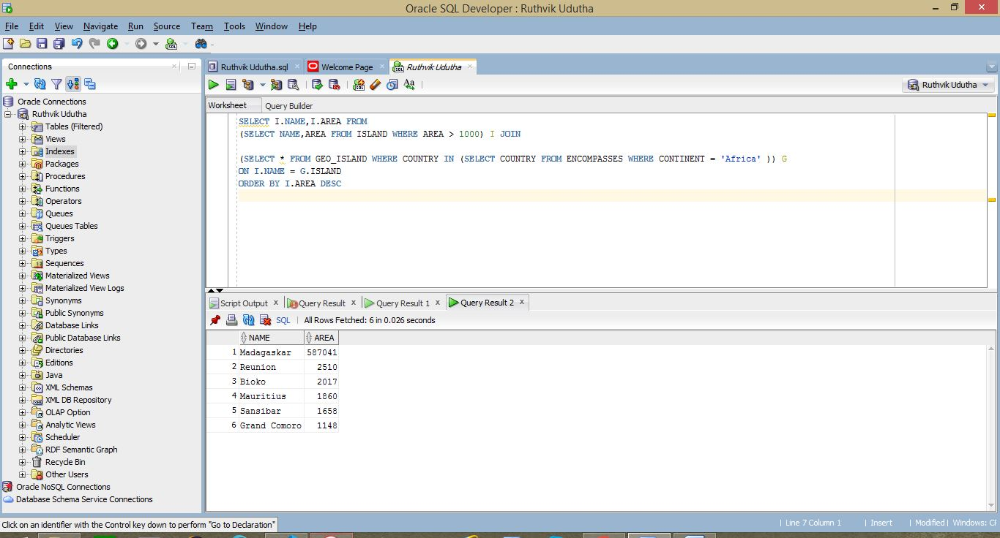 Oracle SQL Developer : Ruthvik Udutha
File Edit View Navigate Run Source Team Tools Window Help
Connections
Oracle Connections
Ruthvik Udutha
Tables (Filtered)
Views
Indexes
Packages
Procedures
Functions
Operators
Queues
Queues Tables
Triggers
Types
Sequences
Materialized Views
Materialized View Logs
Synonyms
Public Synonyms
Database Links
Public Database Links
Directories
Editions
Java
XML Schemas
XML DB Repository
OLAP Option
Analytic Views
Scheduler
RDF Semantic Graph
Recycle Bin
Other Users
Oracle NoSQL Connections
Database Schema Service Connections
Ruthvik Udutha.sql Welcome Page Ruthvik Udutha
Ruthvik Udutha
Worksheet Query Builder
SELECT I.NAME,I.AREA FROM
(SELECT NAME,AREA FROM ISLAND WHERE AREA > 1000) I JOIN
(SELECT * FROM GEO_ISLAND WHERE COUNTRY IN (SELECT COUNTRY FROM ENCOMPASSES WHERE CONTINENT = 'Africa' )) G
ON I.NAME = G.ISLAND
ORDER BY I.AREA DESC
Script Output x Query Result x Query Result 1 x Query Result 2 x
SQL | All Rows Fetched: 6 in 0.026 seconds
NAME AREA
1 Madagaskar 587041
2 Reunion 2510
3 Bioko 2017
4 Mauritius 1860
5 Sansibar 1658
6 Grand Comoro 1148
Click on an identifier with the Control key down to perform "Go to Declaration"
| Line 7 Column 1 | Insert | Modified | Windows: CF